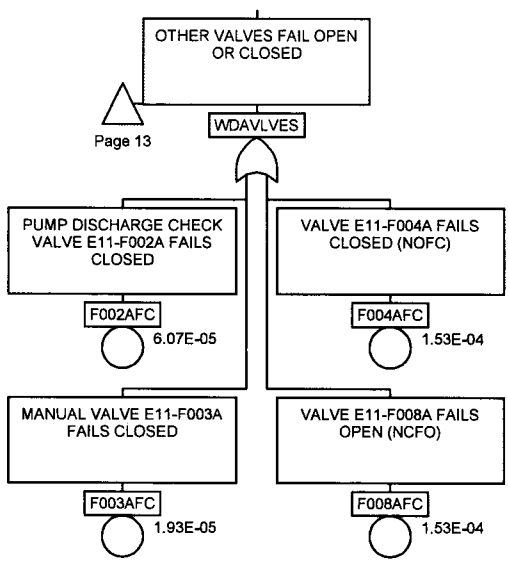 OTHER VALVES FAIL OPEN
OR CLOSED
Page 13
WDAVLVES
PUMP DISCHARGE CHECK
VALVE E11-F002A FAILS
CLOSED
F002AFC
6.07E-05
VALVE E11-F004A FAILS
CLOSED (NOFC)
F004AFC
1.53E-04
MANUAL VALVE E11-F003A
FAILS CLOSED
F003AFC
1.93E-05
VALVE E11-F008A FAILS
OPEN (NCFO)
F008AFC
1.53E-04